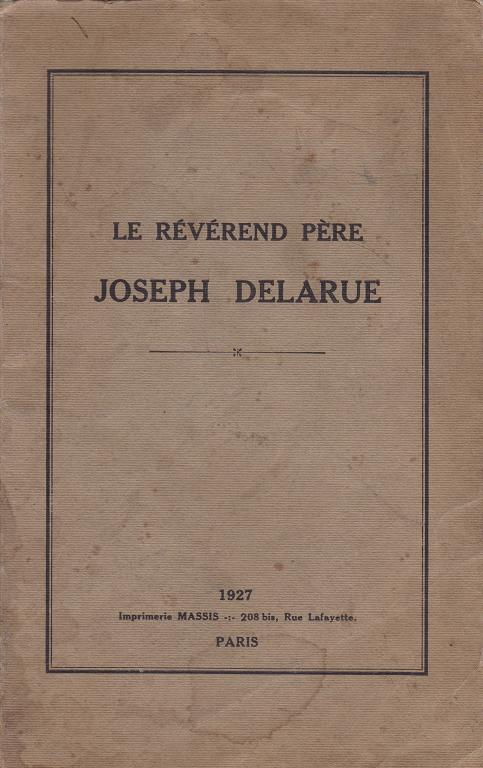 LE RÉVÉREND PÈRE
JOSEPH DELARUE
1927
Imprimerie MASSIS -:- 208 bis, Rue Lafayette.
PARIS